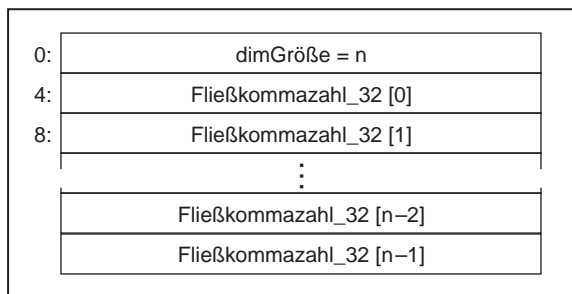 0: dimGröße = n
4: Fließkommazahl_32 [0]
8: Fließkommazahl_32 [1]
⋮
Fließkommazahl_32 [n–2]
Fließkommazahl_32 [n–1]